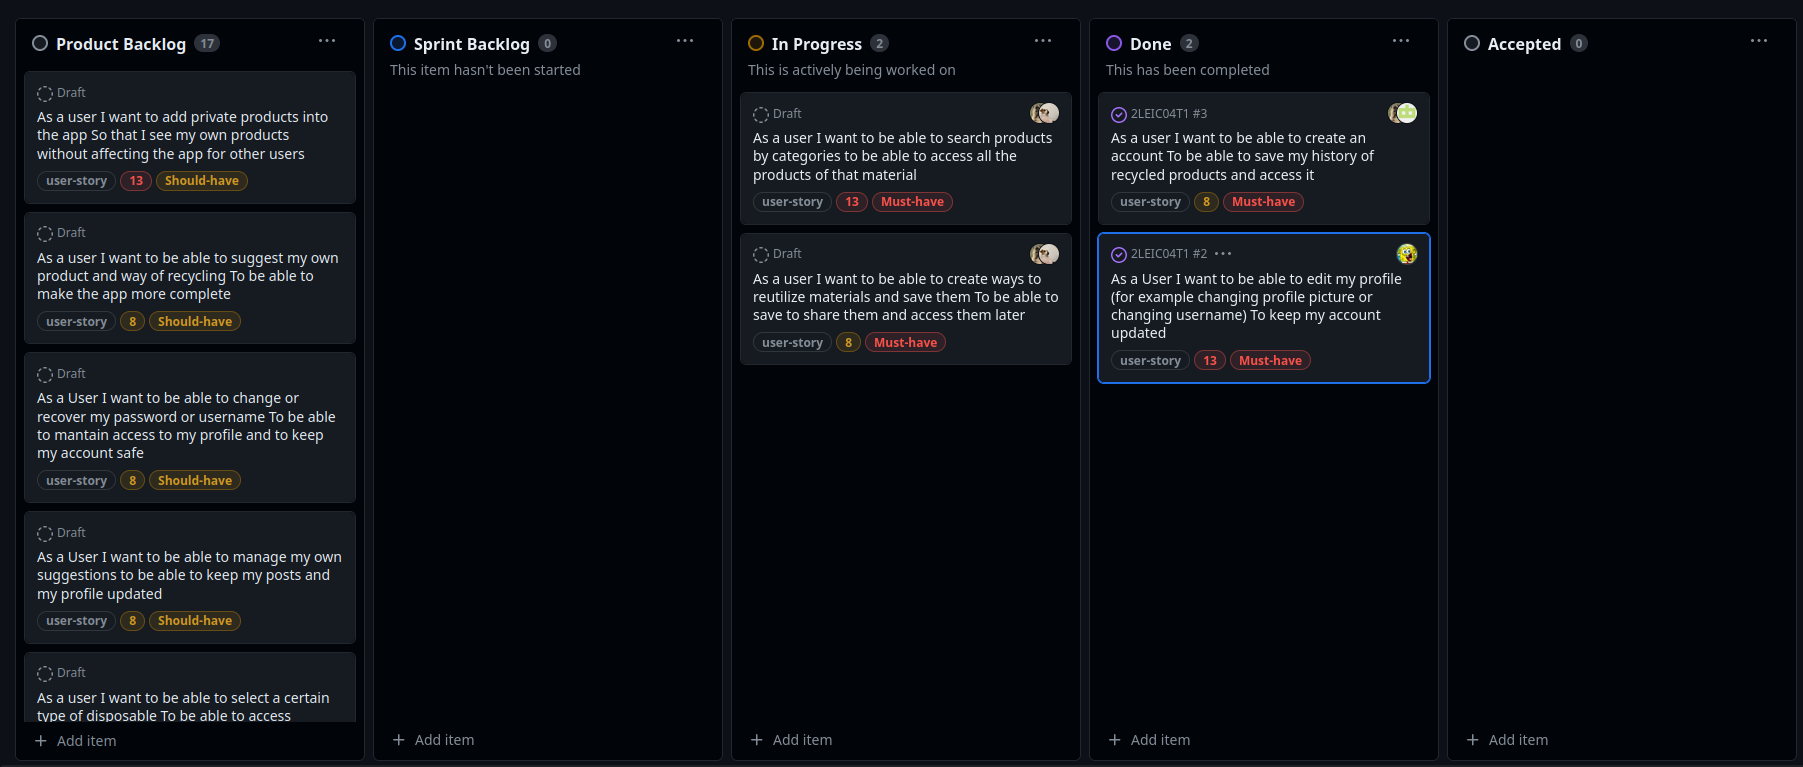 Product Backlog 17
Draft
As a user I want to add private products into
the app So that I see my own products
without affecting the app for other users
user-story 13 Should-have
Draft
As a user I want to be able to suggest my own
product and way of recycling To be able to
make the app more complete
user-story 8 Should-have
Draft
As a User I want to be able to change or
recover my password or username To be able
to mantain access to my profile and to keep
my account safe
user-story 8 Should-have
Draft
As a User I want to be able to manage my own
suggestions to be able to keep my posts and
my profile updated
user-story 8 Should-have
Draft
As a user I want to be able to select a certain
type of disposable To be able to access
+ Add item
Sprint Backlog 0
This item hasn't been started
+ Add item
In Progress 2
This is actively being worked on
Draft
As a user I want to be able to search products
by categories to be able to access all the
products of that material
user-story 13 Must-have
Draft
As a user I want to be able to create ways to
reutilize materials and save them To be able to
save to share them and access them later
user-story 8 Must-have
+ Add item
Done 2
This has been completed
2LEIC04T1 #3
As a user I want to be able to create an
account To be able to save my history of
recycled products and access it
user-story 8 Must-have
2LEIC04T1 #2
As a User I want to be able to edit my profile
(for example changing profile picture or
changing username) To keep my account
updated
user-story 13 Must-have
+ Add item
Accepted 0
+ Add item